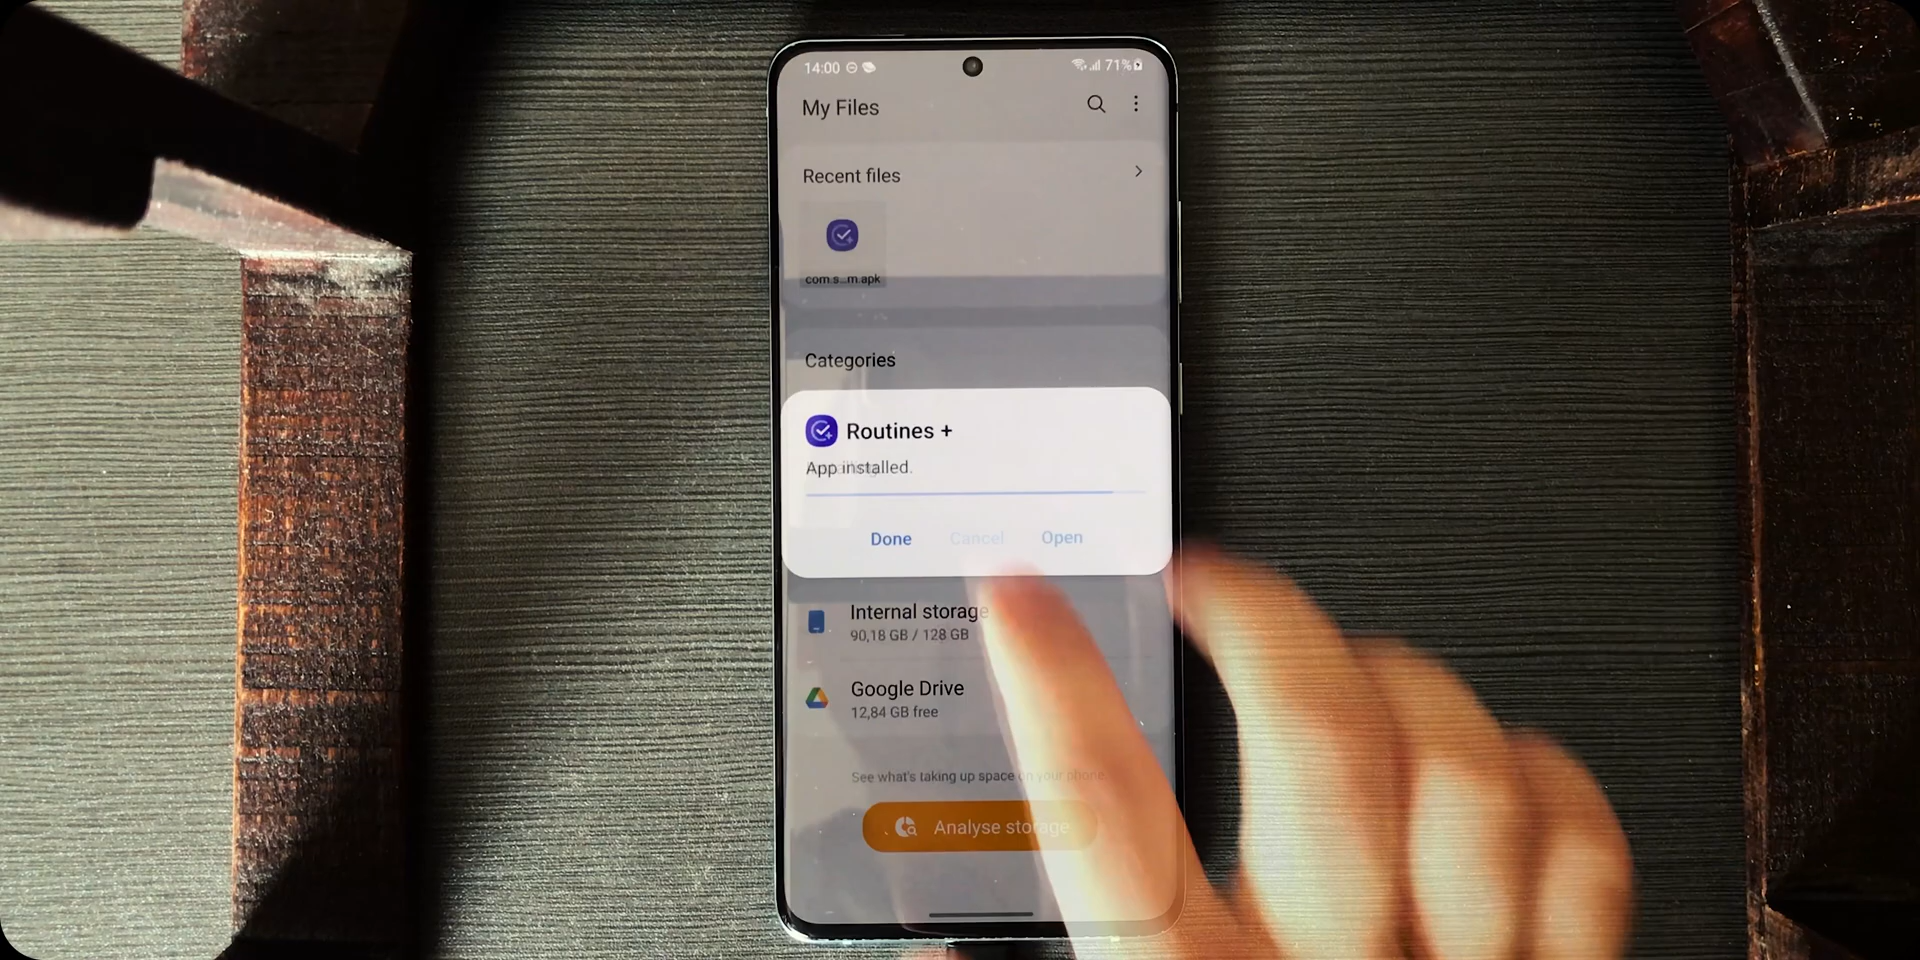 14:00
71%
My Files
Recent files
com.s...m.apk
Categories
Routines +
App installed.
Done
Cancel
Open
Internal storage
90,18 GB / 128 GB
Google Drive
12,84 GB free
See what's taking up space on your phone.
Analyse storage